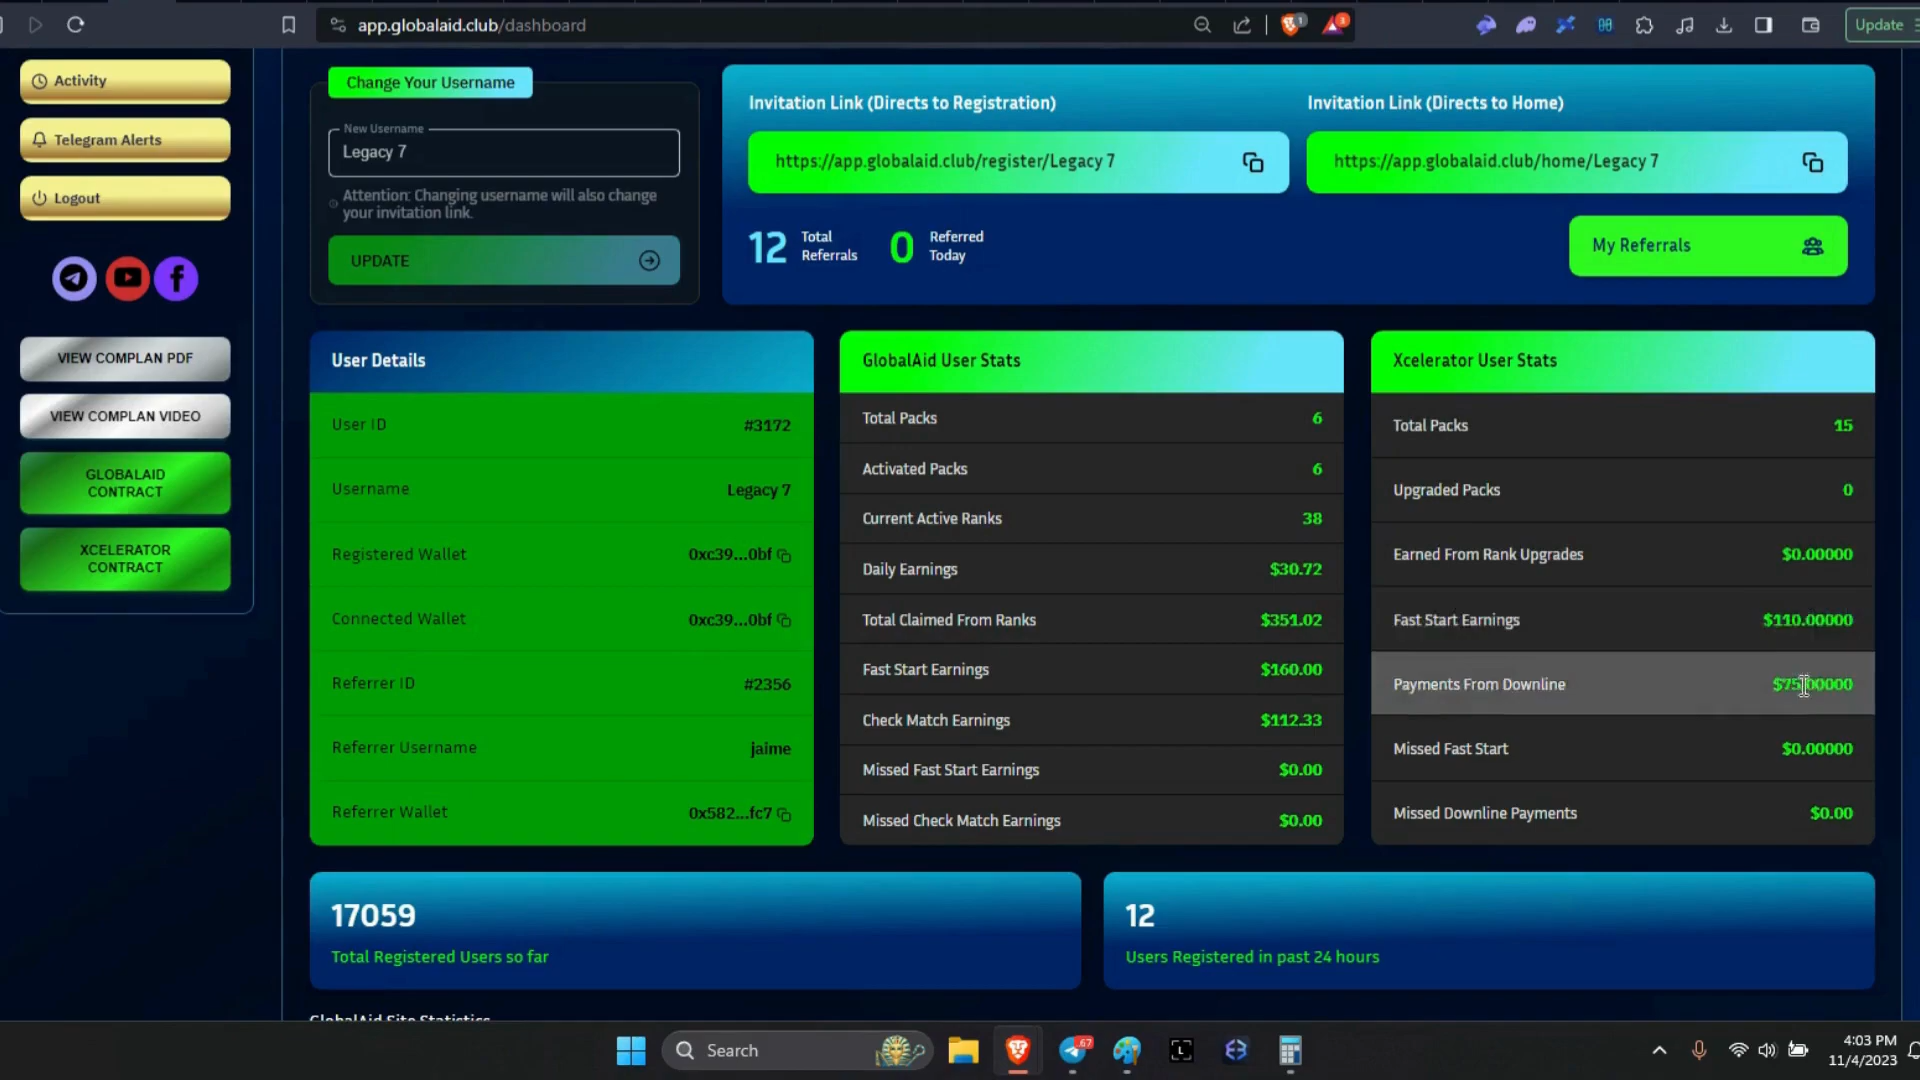 app.globalaid.club/dashboard
Update
Activity
Telegram Alerts
Logout
VIEW COMPLAN PDF
VIEW COMPLAN VIDEO
GLOBALAID
CONTRACT
XCELERATOR
CONTRACT
Change Your Username
New Username
Legacy 7
Attention: Changing username will also change
your invitation link.
UPDATE
Invitation Link (Directs to Registration)
https://app.globalaid.club/register/Legacy 7
Invitation Link (Directs to Home)
https://app.globalaid.club/home/Legacy 7
12 Total Referrals
0 Referred Today
My Referrals
User Details
User ID #3172
Username Legacy 7
Registered Wallet 0xc39...0bf
Connected Wallet 0xc39...0bf
Referrer ID #2356
Referrer Username jaime
Referrer Wallet 0x582...fc7
GlobalAid User Stats
Total Packs 6
Activated Packs 6
Current Active Ranks 38
Daily Earnings $30.72
Total Claimed From Ranks $351.02
Fast Start Earnings $160.00
Check Match Earnings $112.33
Missed Fast Start Earnings $0.00
Missed Check Match Earnings $0.00
Xcelerator User Stats
Total Packs 15
Upgraded Packs 0
Earned From Rank Upgrades $0.00000
Fast Start Earnings $110.00000
Payments From Downline $75.00000
Missed Fast Start $0.00000
Missed Downline Payments $0.00
17059
Total Registered Users so far
12
Users Registered in past 24 hours
GlobalAid Site Statistics
Search
67
4:03 PM
11/4/2023